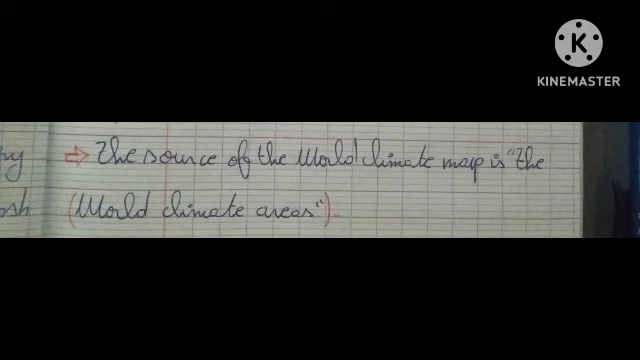 K
KINEMASTER
⇒ The source of the World climate map is "the
(World climate areas").